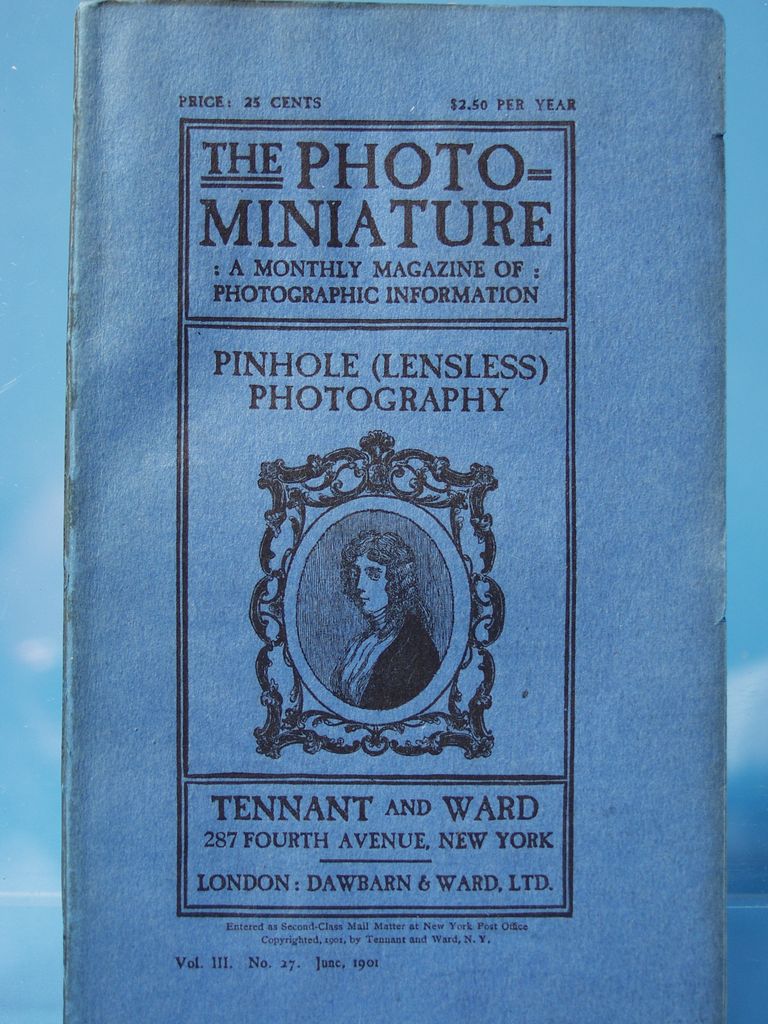 PRICE: 25 CENTS $2.50 PER YEAR
THE PHOTO=
MINIATURE
: A MONTHLY MAGAZINE OF :
PHOTOGRAPHIC INFORMATION
PINHOLE (LENSLESS)
PHOTOGRAPHY
TENNANT AND WARD
287 FOURTH AVENUE, NEW YORK
LONDON: DAWBARN & WARD, LTD.
Entered as Second-Class Mail Matter at New York Post Office
Copyrighted, 1901, by Tennant and Ward, N. Y.
Vol. III. No. 27. June, 1901